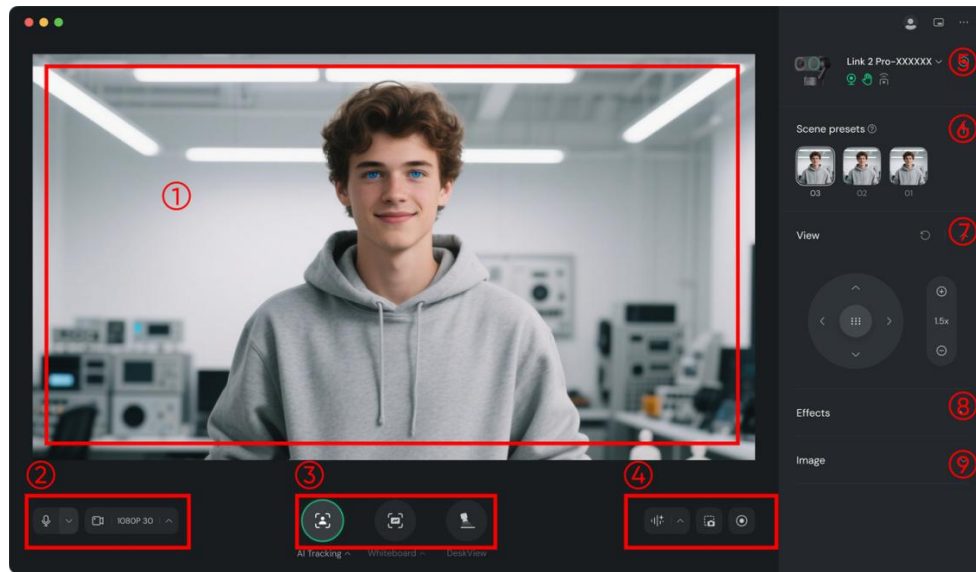 Link 2 Pro-XXXXXX
⑤
Scene presets
⑥
03 02 01
①
View
⑦
1.5x
Effects
⑧
Image
⑨
②
③
④
1080P 30
AI Tracking
Whiteboard
DeskView